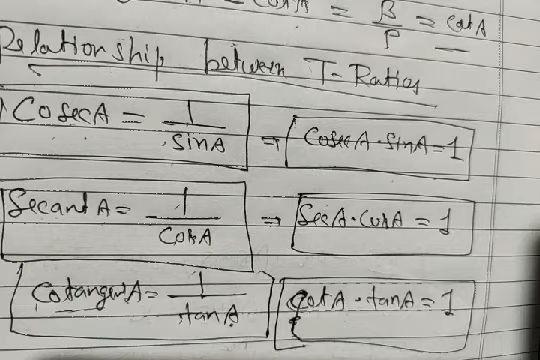 = B/P = cotA
Relationship between T-Ratios
CosecA = 1/sinA ⇒ CosecA · sinA = 1
Secant A = 1/cosA ⇒ SecA · cosA = 1
CotangentA = 1/tanA cotA · tanA = 1